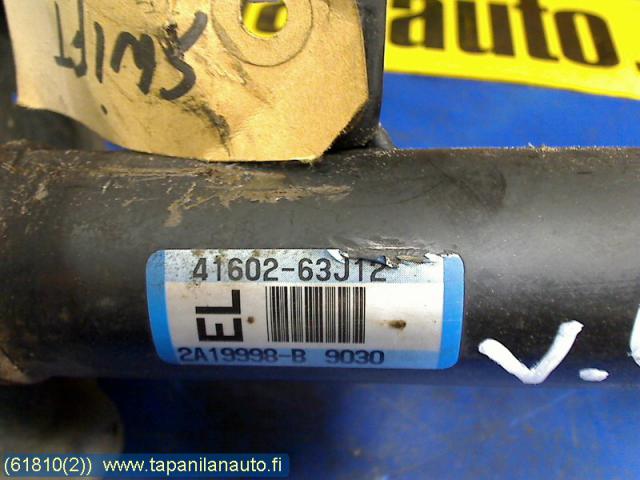 SWiFT
auto
41602-63J12
EL
2A19998-B 9030
V.
(61810(2)) www.tapanilanauto.fi